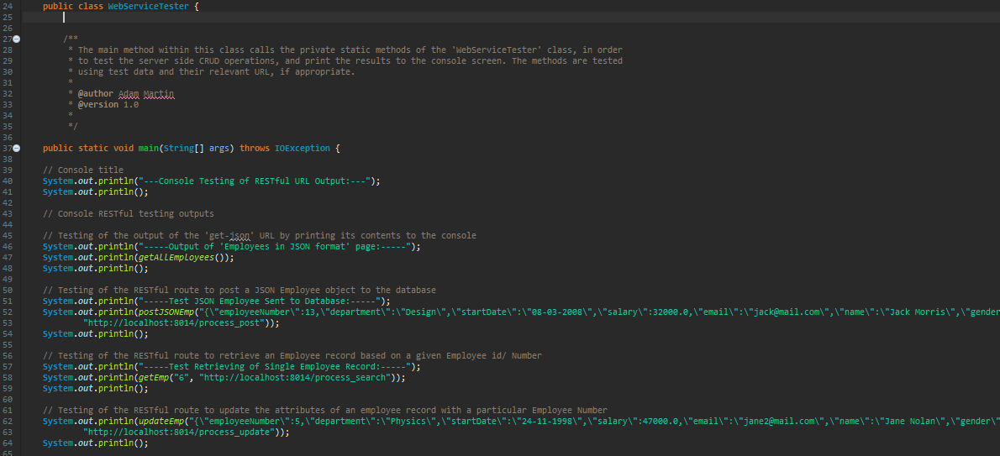 24 public class WebServiceTester {
25
26
27 /**
28 * The main method within this class calls the private static methods of the 'WebServiceTester' class, in order
29 * to test the server side CRUD operations, and print the results to the console screen. The methods are tested
30 * using test data and their relevant URL, if appropriate.
31 *
32 * @author Adam Martin
33 * @version 1.0
34 *
35 */
36
37 public static void main(String[] args) throws IOException {
38
39 // Console title
40 System.out.println("---Console Testing of RESTful URL Output:---");
41 System.out.println();
42
43 // Console RESTful testing outputs
44
45 // Testing of the output of the 'get-json' URL by printing its contents to the console
46 System.out.println("-----Output of 'Employees in JSON format' page:-----");
47 System.out.println(getAllEmployees());
48 System.out.println();
49
50 // Testing of the RESTful route to post a JSON Employee object to the database
51 System.out.println("-----Test JSON Employee Sent to Database:-----");
52 System.out.println(postJSONEmp("{\"employeeNumber\":13,\"department\":\"Design\",\"startDate\":\"08-03-2008\",\"salary\":32000.0,\"email\":\"jack@mail.com\",\"name\":\"Jack Morris\",\"gender
53 "http://localhost:8014/process_post"));
54 System.out.println();
55
56 // Testing of the RESTful route to retrieve an Employee record based on a given Employee id/ Number
57 System.out.println("-----Test Retrieving of Single Employee Record:-----");
58 System.out.println(getEmp("6", "http://localhost:8014/process_search"));
59 System.out.println();
60
61 // Testing of the RESTful route to update the attributes of an employee record with a particular Employee Number
62 System.out.println(updateEmp("{\"employeeNumber\":5,\"department\":\"Physics\",\"startDate\":\"24-11-1998\",\"salary\":47000.0,\"email\":\"jane2@mail.com\",\"name\":\"Jane Nolan\",\"gender\"
63 "http://localhost:8014/process_update"));
64 System.out.println();
65